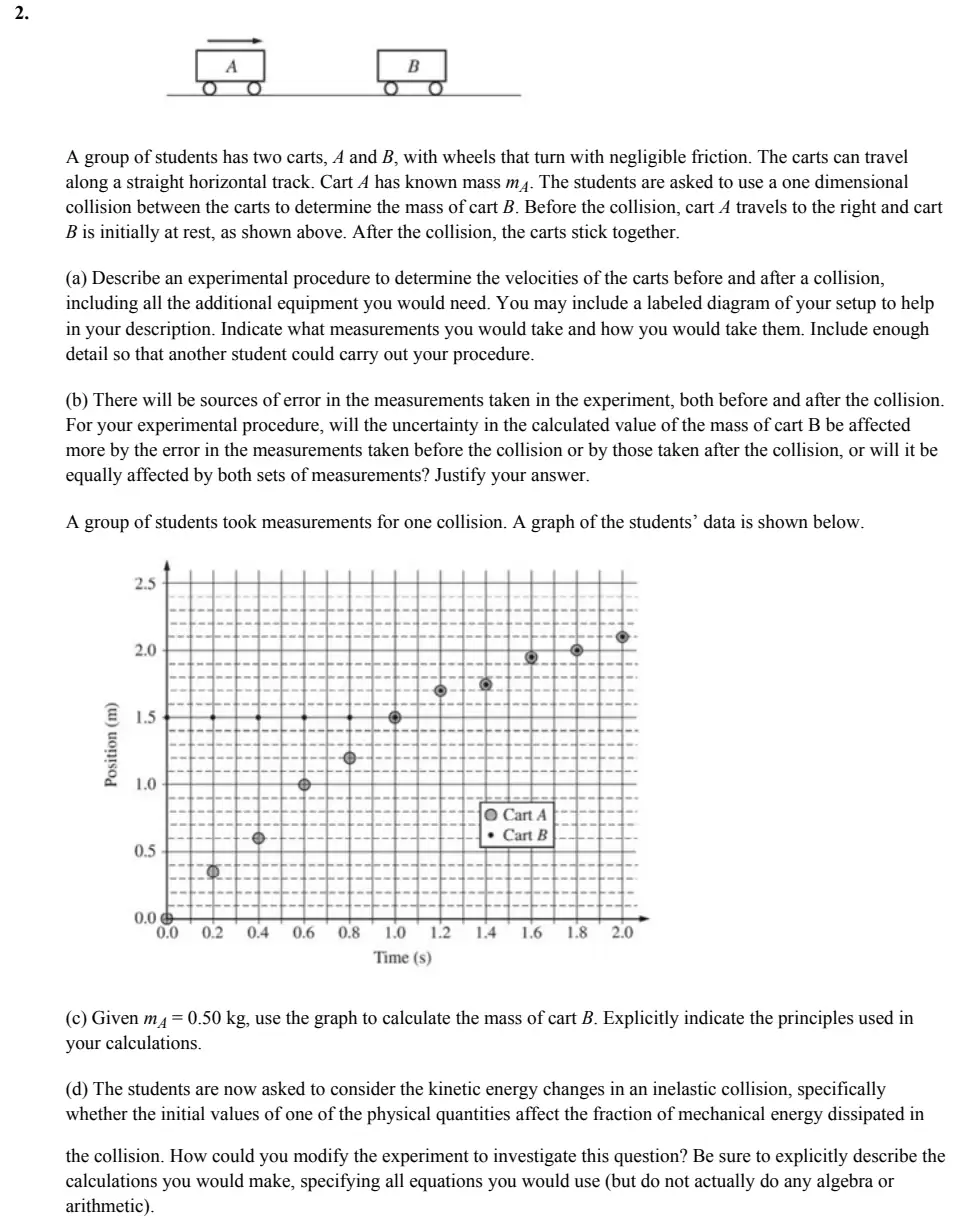 2.
A B
A group of students has two carts, A and B, with wheels that turn with negligible friction. The carts can travel
along a straight horizontal track. Cart A has known mass mA. The students are asked to use a one dimensional
collision between the carts to determine the mass of cart B. Before the collision, cart A travels to the right and cart
B is initially at rest, as shown above. After the collision, the carts stick together.
(a) Describe an experimental procedure to determine the velocities of the carts before and after a collision,
including all the additional equipment you would need. You may include a labeled diagram of your setup to help
in your description. Indicate what measurements you would take and how you would take them. Include enough
detail so that another student could carry out your procedure.
(b) There will be sources of error in the measurements taken in the experiment, both before and after the collision.
For your experimental procedure, will the uncertainty in the calculated value of the mass of cart B be affected
more by the error in the measurements taken before the collision or by those taken after the collision, or will it be
equally affected by both sets of measurements? Justify your answer.
A group of students took measurements for one collision. A graph of the students’ data is shown below.
2.5
2.0
1.5
Position (m)
1.0
Cart A
Cart B
0.5
0.0
0.0 0.2 0.4 0.6 0.8 1.0 1.2 1.4 1.6 1.8 2.0
Time (s)
(c) Given mA = 0.50 kg, use the graph to calculate the mass of cart B. Explicitly indicate the principles used in
your calculations.
(d) The students are now asked to consider the kinetic energy changes in an inelastic collision, specifically
whether the initial values of one of the physical quantities affect the fraction of mechanical energy dissipated in
the collision. How could you modify the experiment to investigate this question? Be sure to explicitly describe the
calculations you would make, specifying all equations you would use (but do not actually do any algebra or
arithmetic).